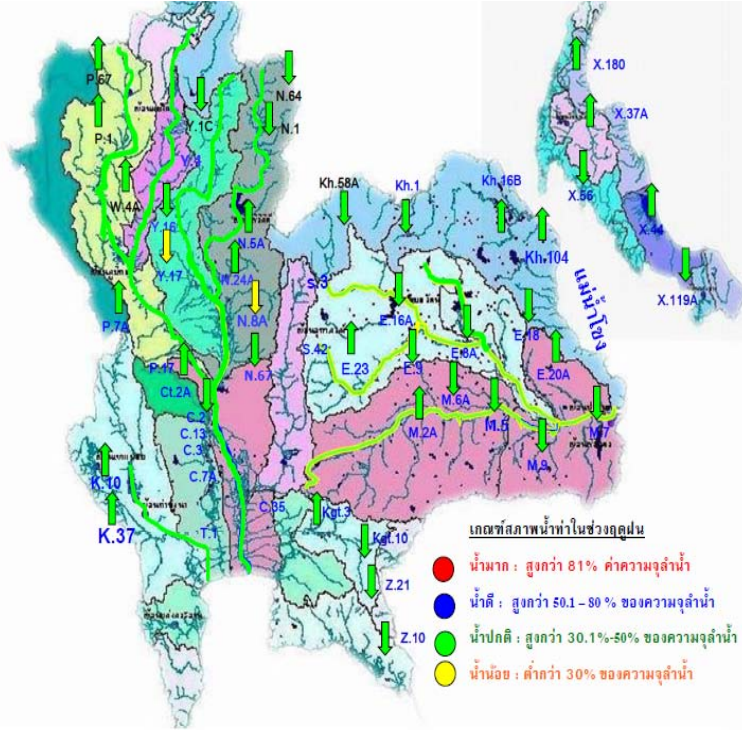 P.67
N.64
X.180
P.1
Y.1C
N.1
X.37A
W.4A
Kh.58A
Kh.1
Kh.16B
X.56
X.44
Y.16
N.5A
Kh.104
Y.17
W.24A
S.3
X.119A
แม่น้ำโขง
P.7A
N.8A
E.16A
E.18
S.42
E.8A
P.17
N.67
E.23
E.9
E.20A
Ct.2A
M.6A
C.2
M.2A
M.5
M.7
C.13
C.3
M.9
K.10
C.7A
C.35
Kgt.3
K.37
T.1
Kgt.10
Z.21
Z.10
เกณฑ์สภาพน้ำท่าในช่วงฤดูฝน
น้ำมาก : สูงกว่า 81% ค่าความจุลำน้ำ
น้ำดี : สูงกว่า 50.1 – 80 % ของความจุลำน้ำ
น้ำปกติ : สูงกว่า 30.1%-50% ของความจุลำน้ำ
น้ำน้อย : ต่ำกว่า 30% ของความจุลำน้ำ